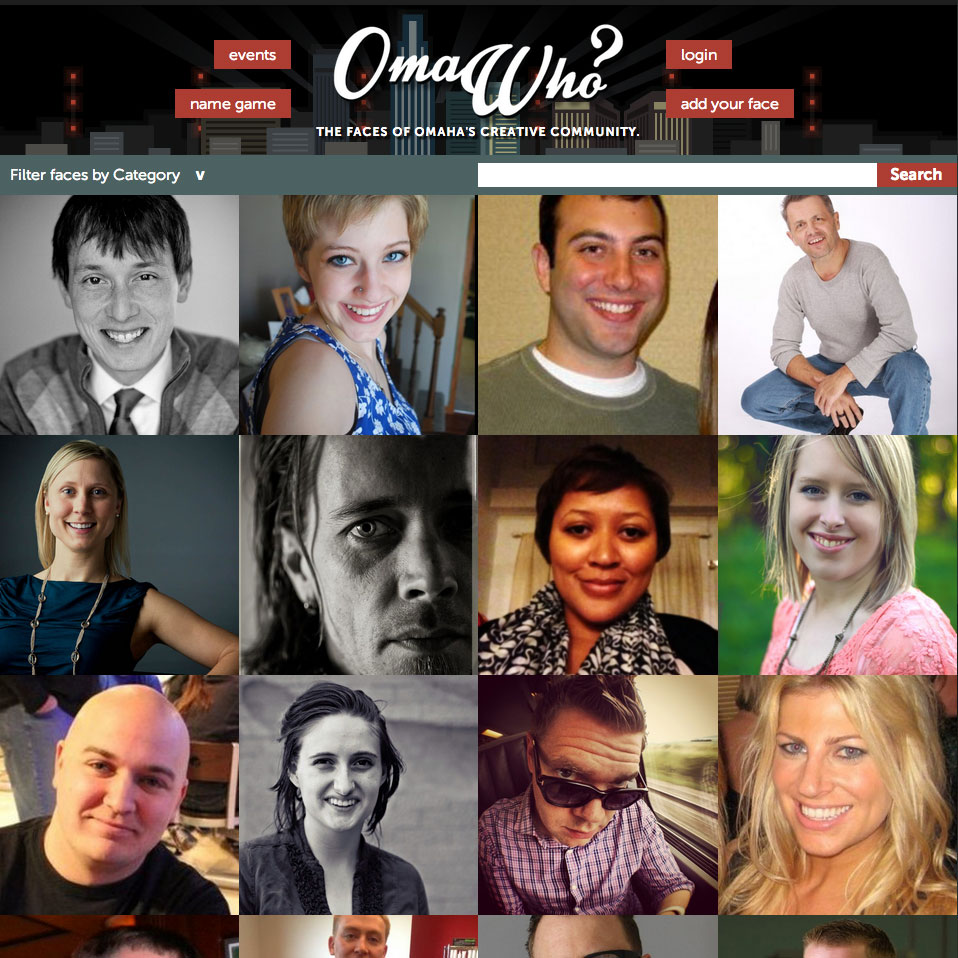 events
name game
OmaWho?
THE FACES OF OMAHA'S CREATIVE COMMUNITY.
login
add your face
Filter faces by Category v
Search